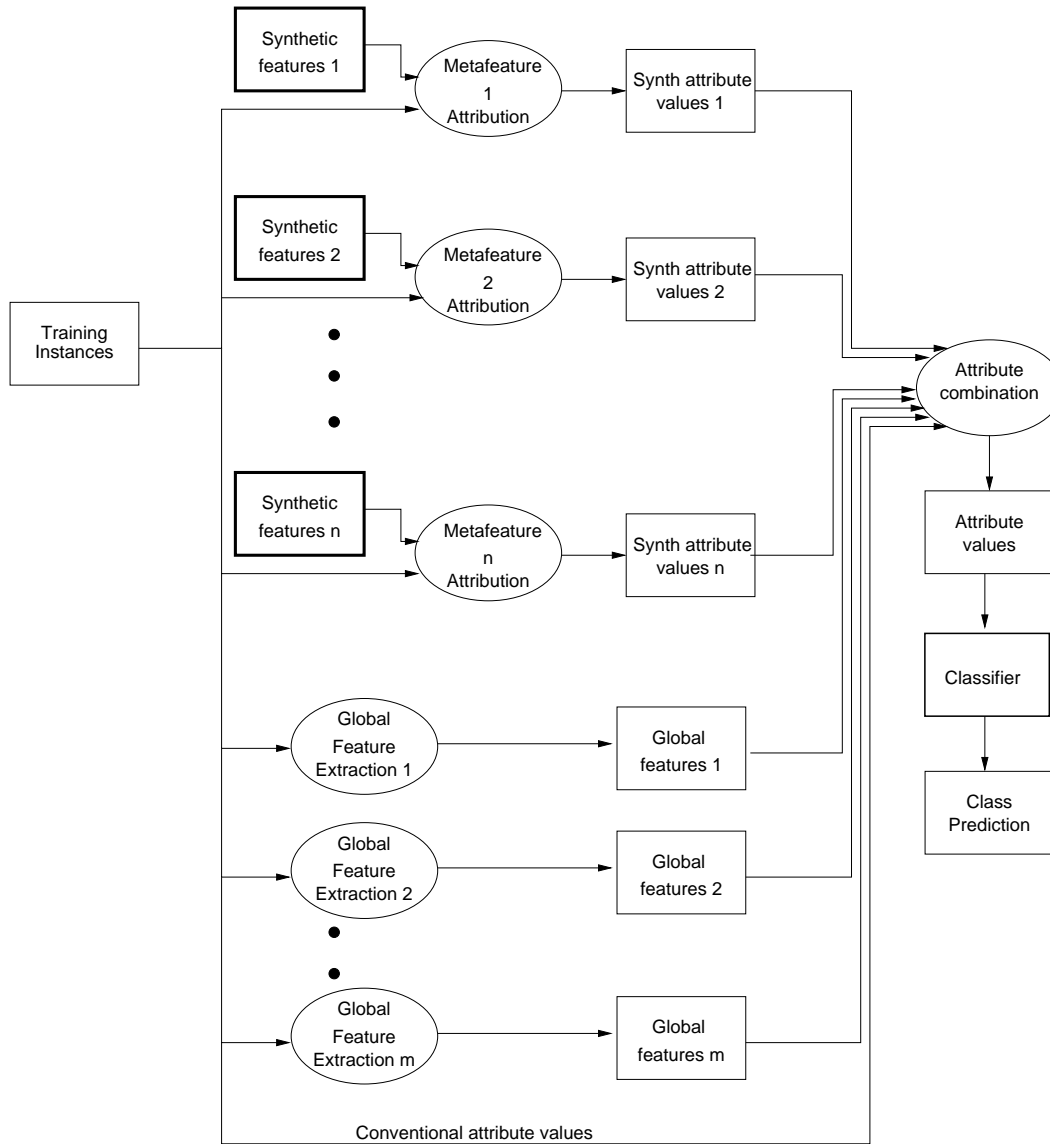 Synthetic
features 1
Metafeature
1
Attribution
Synth attribute
values 1
Synthetic
features 2
Metafeature
2
Attribution
Synth attribute
values 2
Training
Instances
Attribute
combination
Synthetic
features n
Metafeature
n
Attribution
Synth attribute
values n
Attribute
values
Classifier
Global
Feature
Extraction 1
Global
features 1
Class
Prediction
Global
Feature
Extraction 2
Global
features 2
Global
Feature
Extraction m
Global
features m
Conventional attribute values